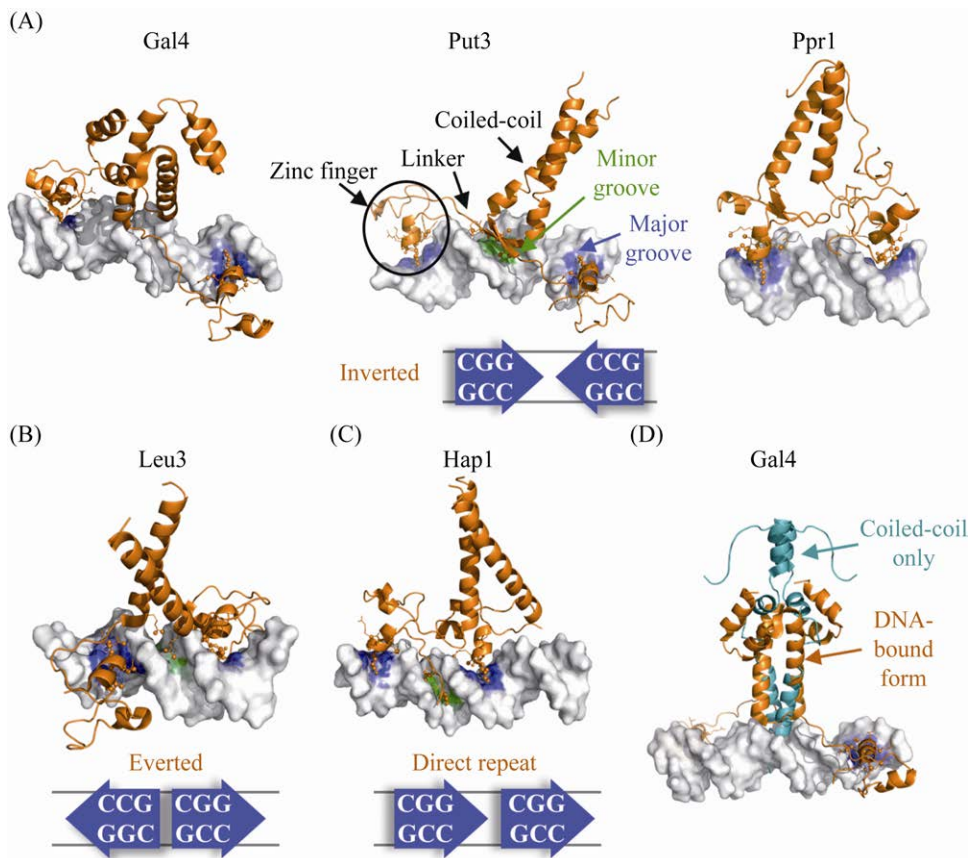 (A)
Gal4
Put3
Ppr1
Coiled-coil
Zinc finger
Linker
Minor
groove
Major
groove
Inverted
CGG
GCC
CCG
GGC
(B)
Leu3
(C)
Hap1
(D)
Gal4
Coiled-coil
only
DNA-
bound
form
Everted
CCG
GGC
CGG
GCC
Direct repeat
CGG
GCC
CGG
GCC